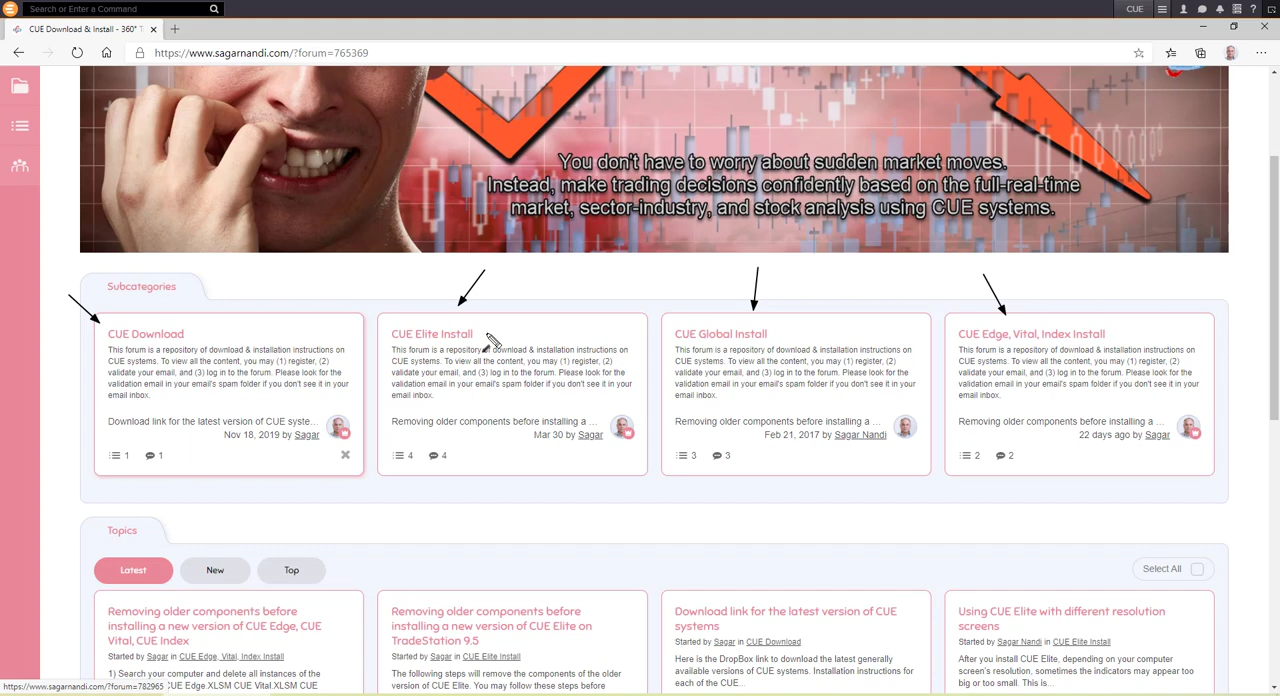 Search or Enter a Command
CUE
CUE Download & Install - 360° T
https://www.sagarnandi.com/?forum=765369
You don't have to worry about sudden market moves.
Instead, make trading decisions confidently based on the full-real-time
market, sector-industry, and stock analysis using CUE systems.
Subcategories
CUE Download
This forum is a repository of download & installation instructions on
CUE systems. To view all the content, you may (1) register, (2)
validate your email, and (3) log in to the forum. Please look for the
validation email in your email's spam folder if you don't see it in your
email inbox.
Download link for the latest version of CUE syste...
Nov 18, 2019 by Sagar
1 1
CUE Elite Install
This forum is a repository of download & installation instructions on
CUE systems. To view all the content, you may (1) register, (2)
validate your email, and (3) log in to the forum. Please look for the
validation email in your email's spam folder if you don't see it in your
email inbox.
Removing older components before installing a ...
Mar 30 by Sagar
4 4
CUE Global Install
This forum is a repository of download & installation instructions on
CUE systems. To view all the content, you may (1) register, (2)
validate your email, and (3) log in to the forum. Please look for the
validation email in your email's spam folder if you don't see it in your
email inbox.
Removing older components before installing a ...
Feb 21, 2017 by Sagar Nandi
3 3
CUE Edge, Vital, Index Install
This forum is a repository of download & installation instructions on
CUE systems. To view all the content, you may (1) register, (2)
validate your email, and (3) log in to the forum. Please look for the
validation email in your email's spam folder if you don't see it in your
email inbox.
Removing older components before installing a ...
22 days ago by Sagar
2 2
Topics
Latest New Top
Select All
Removing older components before
installing a new version of CUE Edge, CUE
Vital, CUE Index
Started by Sagar in CUE Edge, Vital, Index Install
1) Search your computer and delete all instances of the
CUE Edge.XLSM CUE Vital.XLSM CUE
Removing older components before
installing a new version of CUE Elite on
TradeStation 9.5
Started by Sagar in CUE Elite Install
The following steps will remove the components of the
older version of CUE Elite. You may follow these steps before
Download link for the latest version of CUE
systems
Started by Sagar in CUE Download
Here is the DropBox link to download the latest generally
available versions of CUE systems. Installation instructions for
each of the CUE...
Using CUE Elite with different resolution
screens
Started by Sagar Nandi in CUE Elite Install
After you install CUE Elite, depending on your computer
screen's resolution, sometimes the indicators may appear
too big or too small. This is...
https://www.sagarnandi.com/?forum=782965